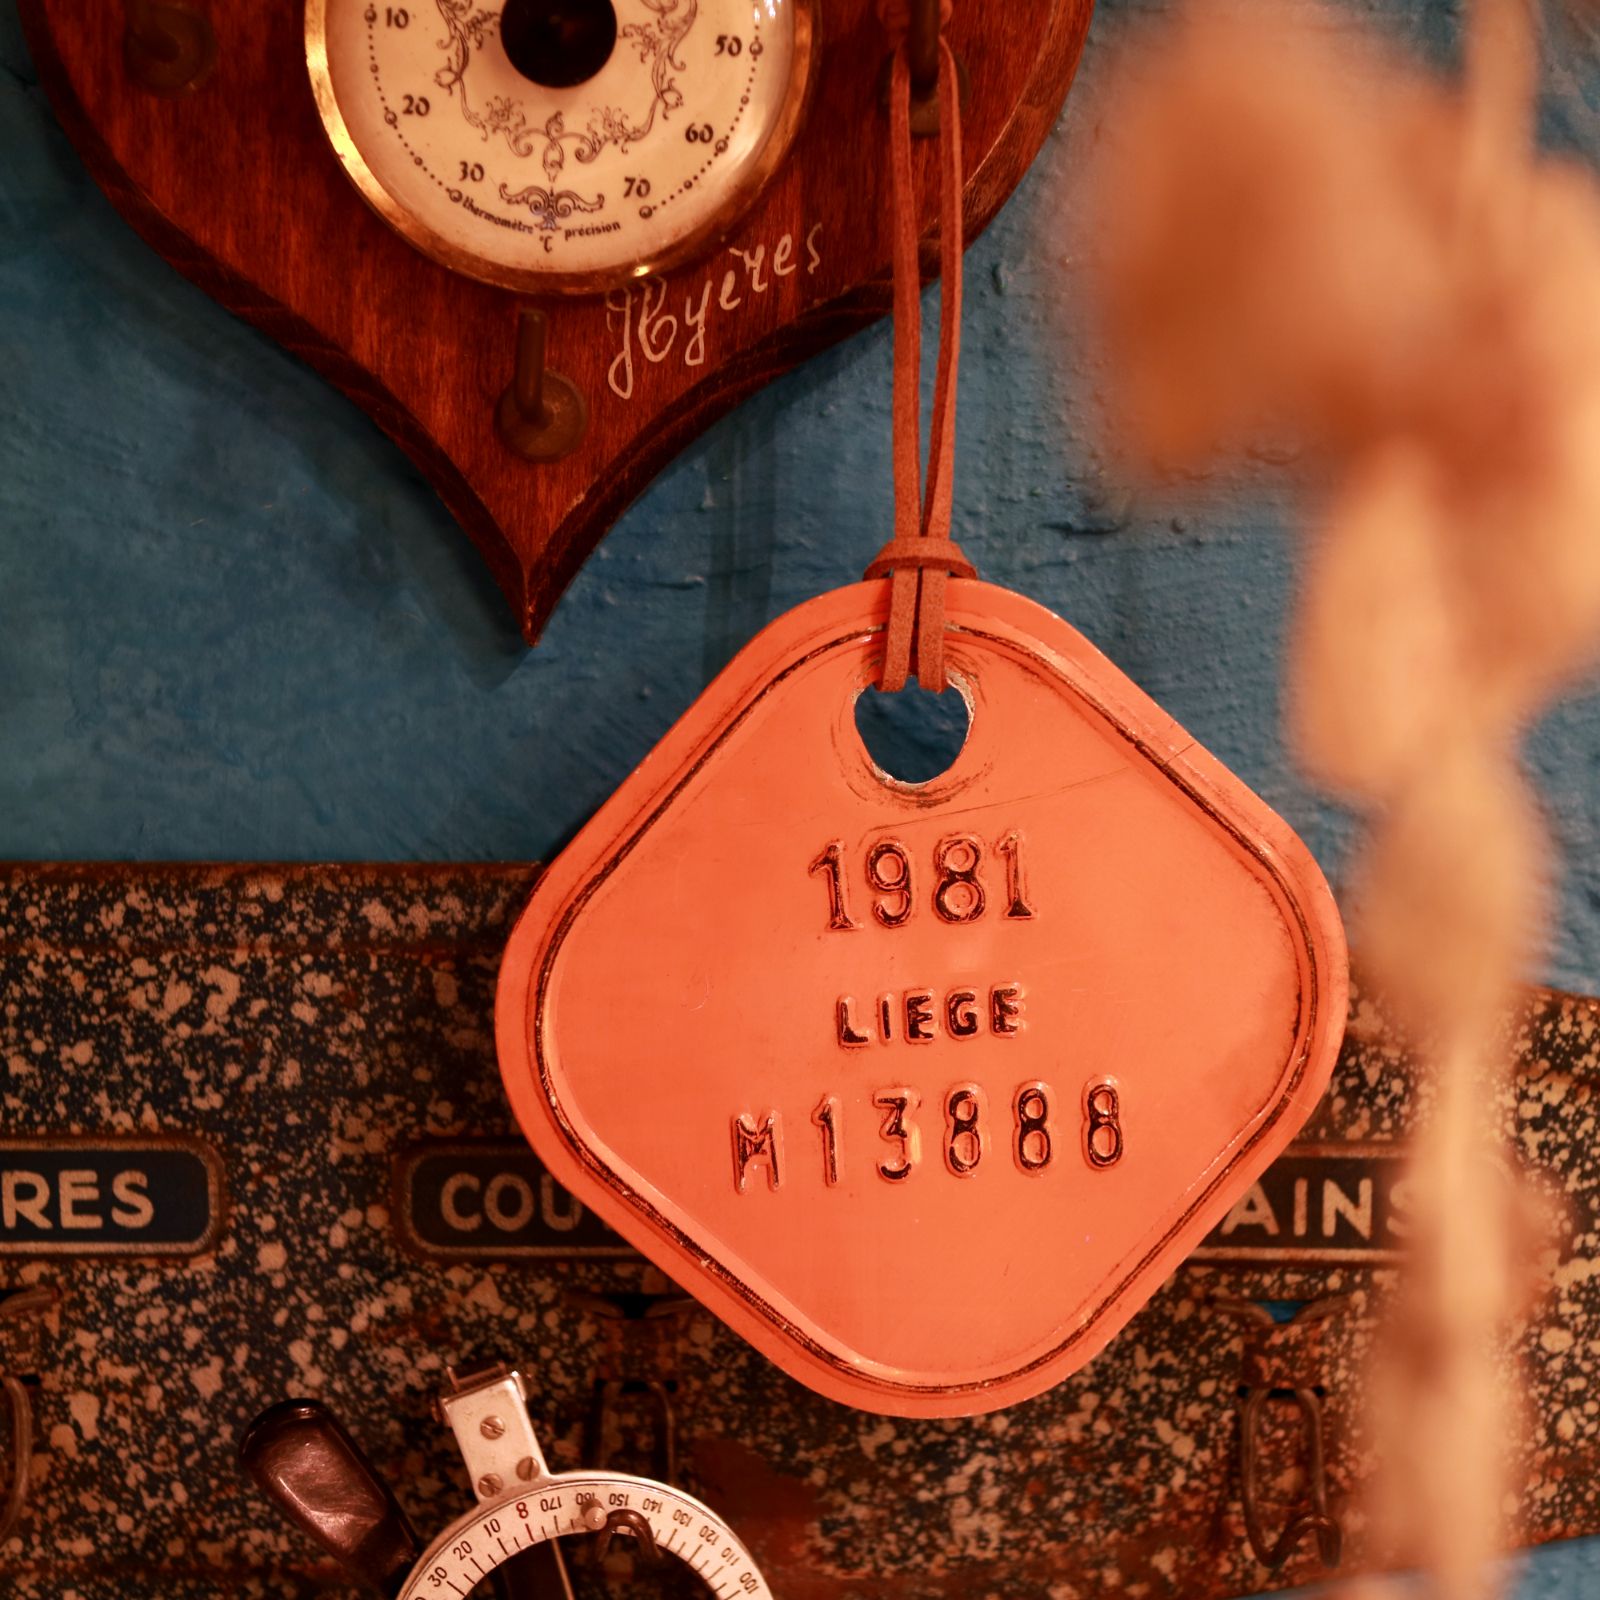 10
50
20
60
30
70
thermomètre °C précision
Hyères
1981
LIEGE
M13888
RES
COU
AINS
30 20 10 8 170 160 150 140 130 120 110 100